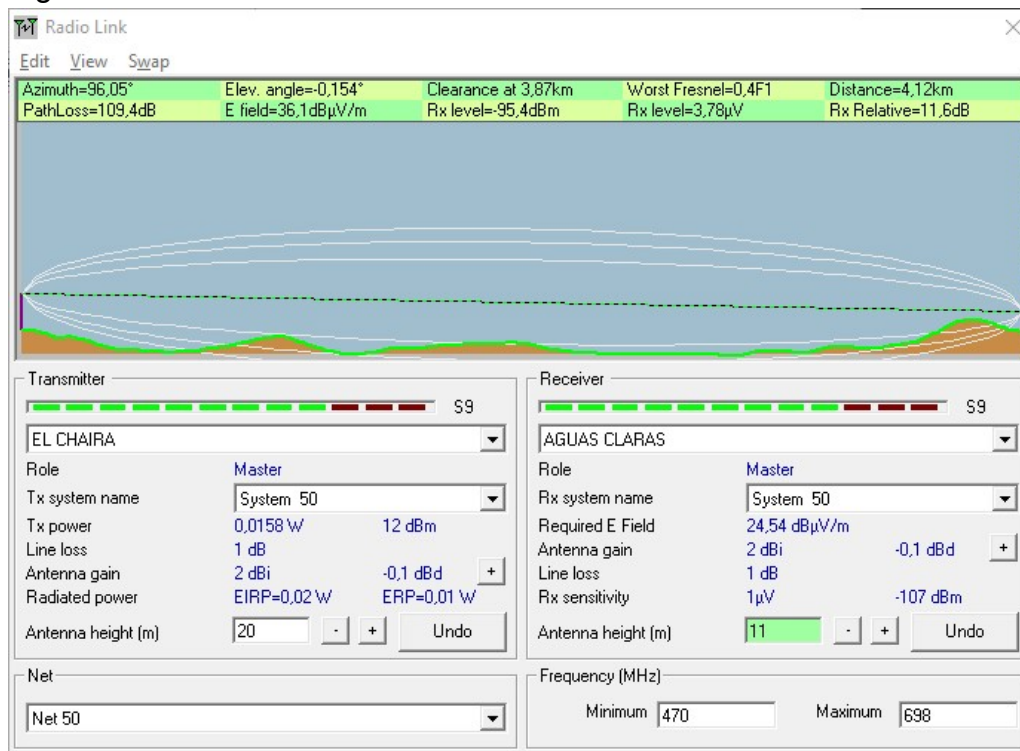 Radio Link
Edit View Swap
Azimuth=96,05° Elev. angle=-0,154° Clearance at 3,87km Worst Fresnel=0,4F1 Distance=4,12km
PathLoss=109,4dB E field=36,1dBµV/m Rx level=-95,4dBm Rx level=3,78µV Rx Relative=11,6dB
Transmitter
S9
EL CHAIRA
Role Master
Tx system name System 50
Tx power 0,0158 W 12 dBm
Line loss 1 dB
Antenna gain 2 dBi -0,1 dBd +
Radiated power EIRP=0,02 W ERP=0,01 W
Antenna height (m) 20 - + Undo
Net
Net 50
Receiver
S9
AGUAS CLARAS
Role Master
Rx system name System 50
Required E Field 24,54 dBµV/m
Antenna gain 2 dBi -0,1 dBd +
Line loss 1 dB
Rx sensitivity 1µV -107 dBm
Antenna height (m) 11 - + Undo
Frequency (MHz)
Minimum 470 Maximum 698